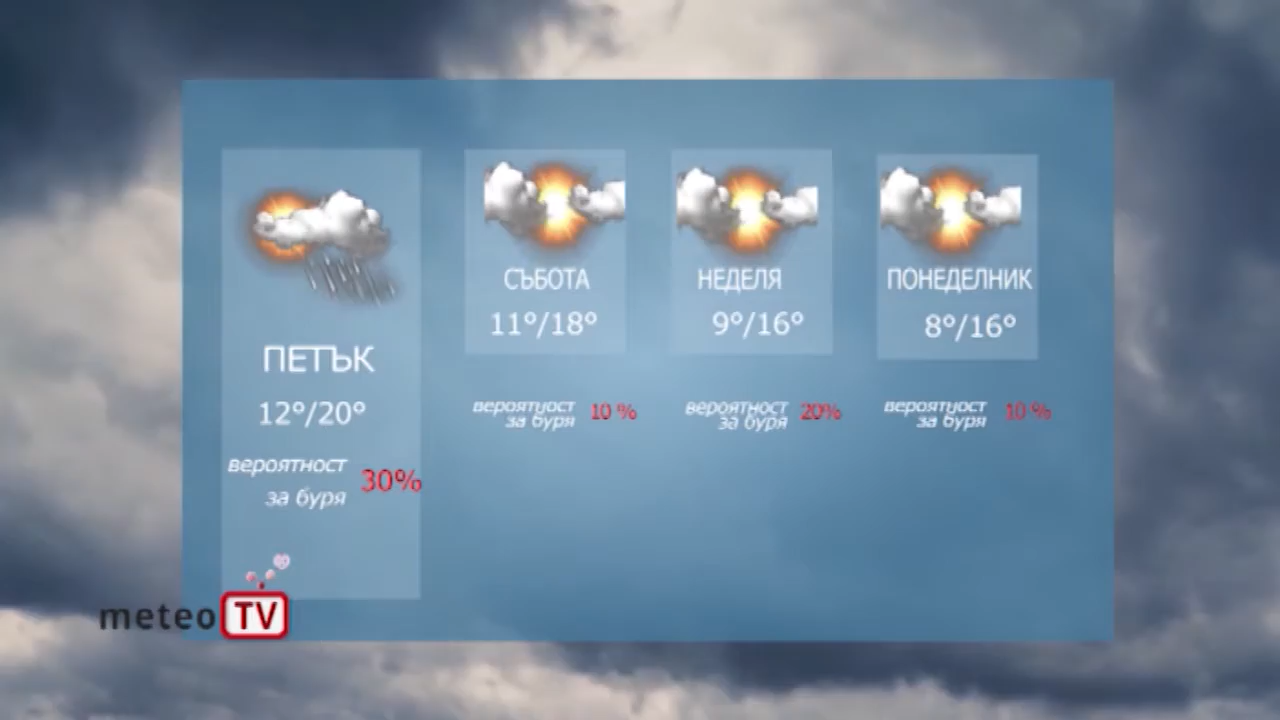 ПЕТЪК
12°/20°
вероятност
за буря
30%
СЪБОТА
11°/18°
вероятност
за буря
10 %
НЕДЕЛЯ
9°/16°
вероятност
за буря
20%
ПОНЕДЕЛНИК
8°/16°
вероятност
за буря
10 %
meteo TV